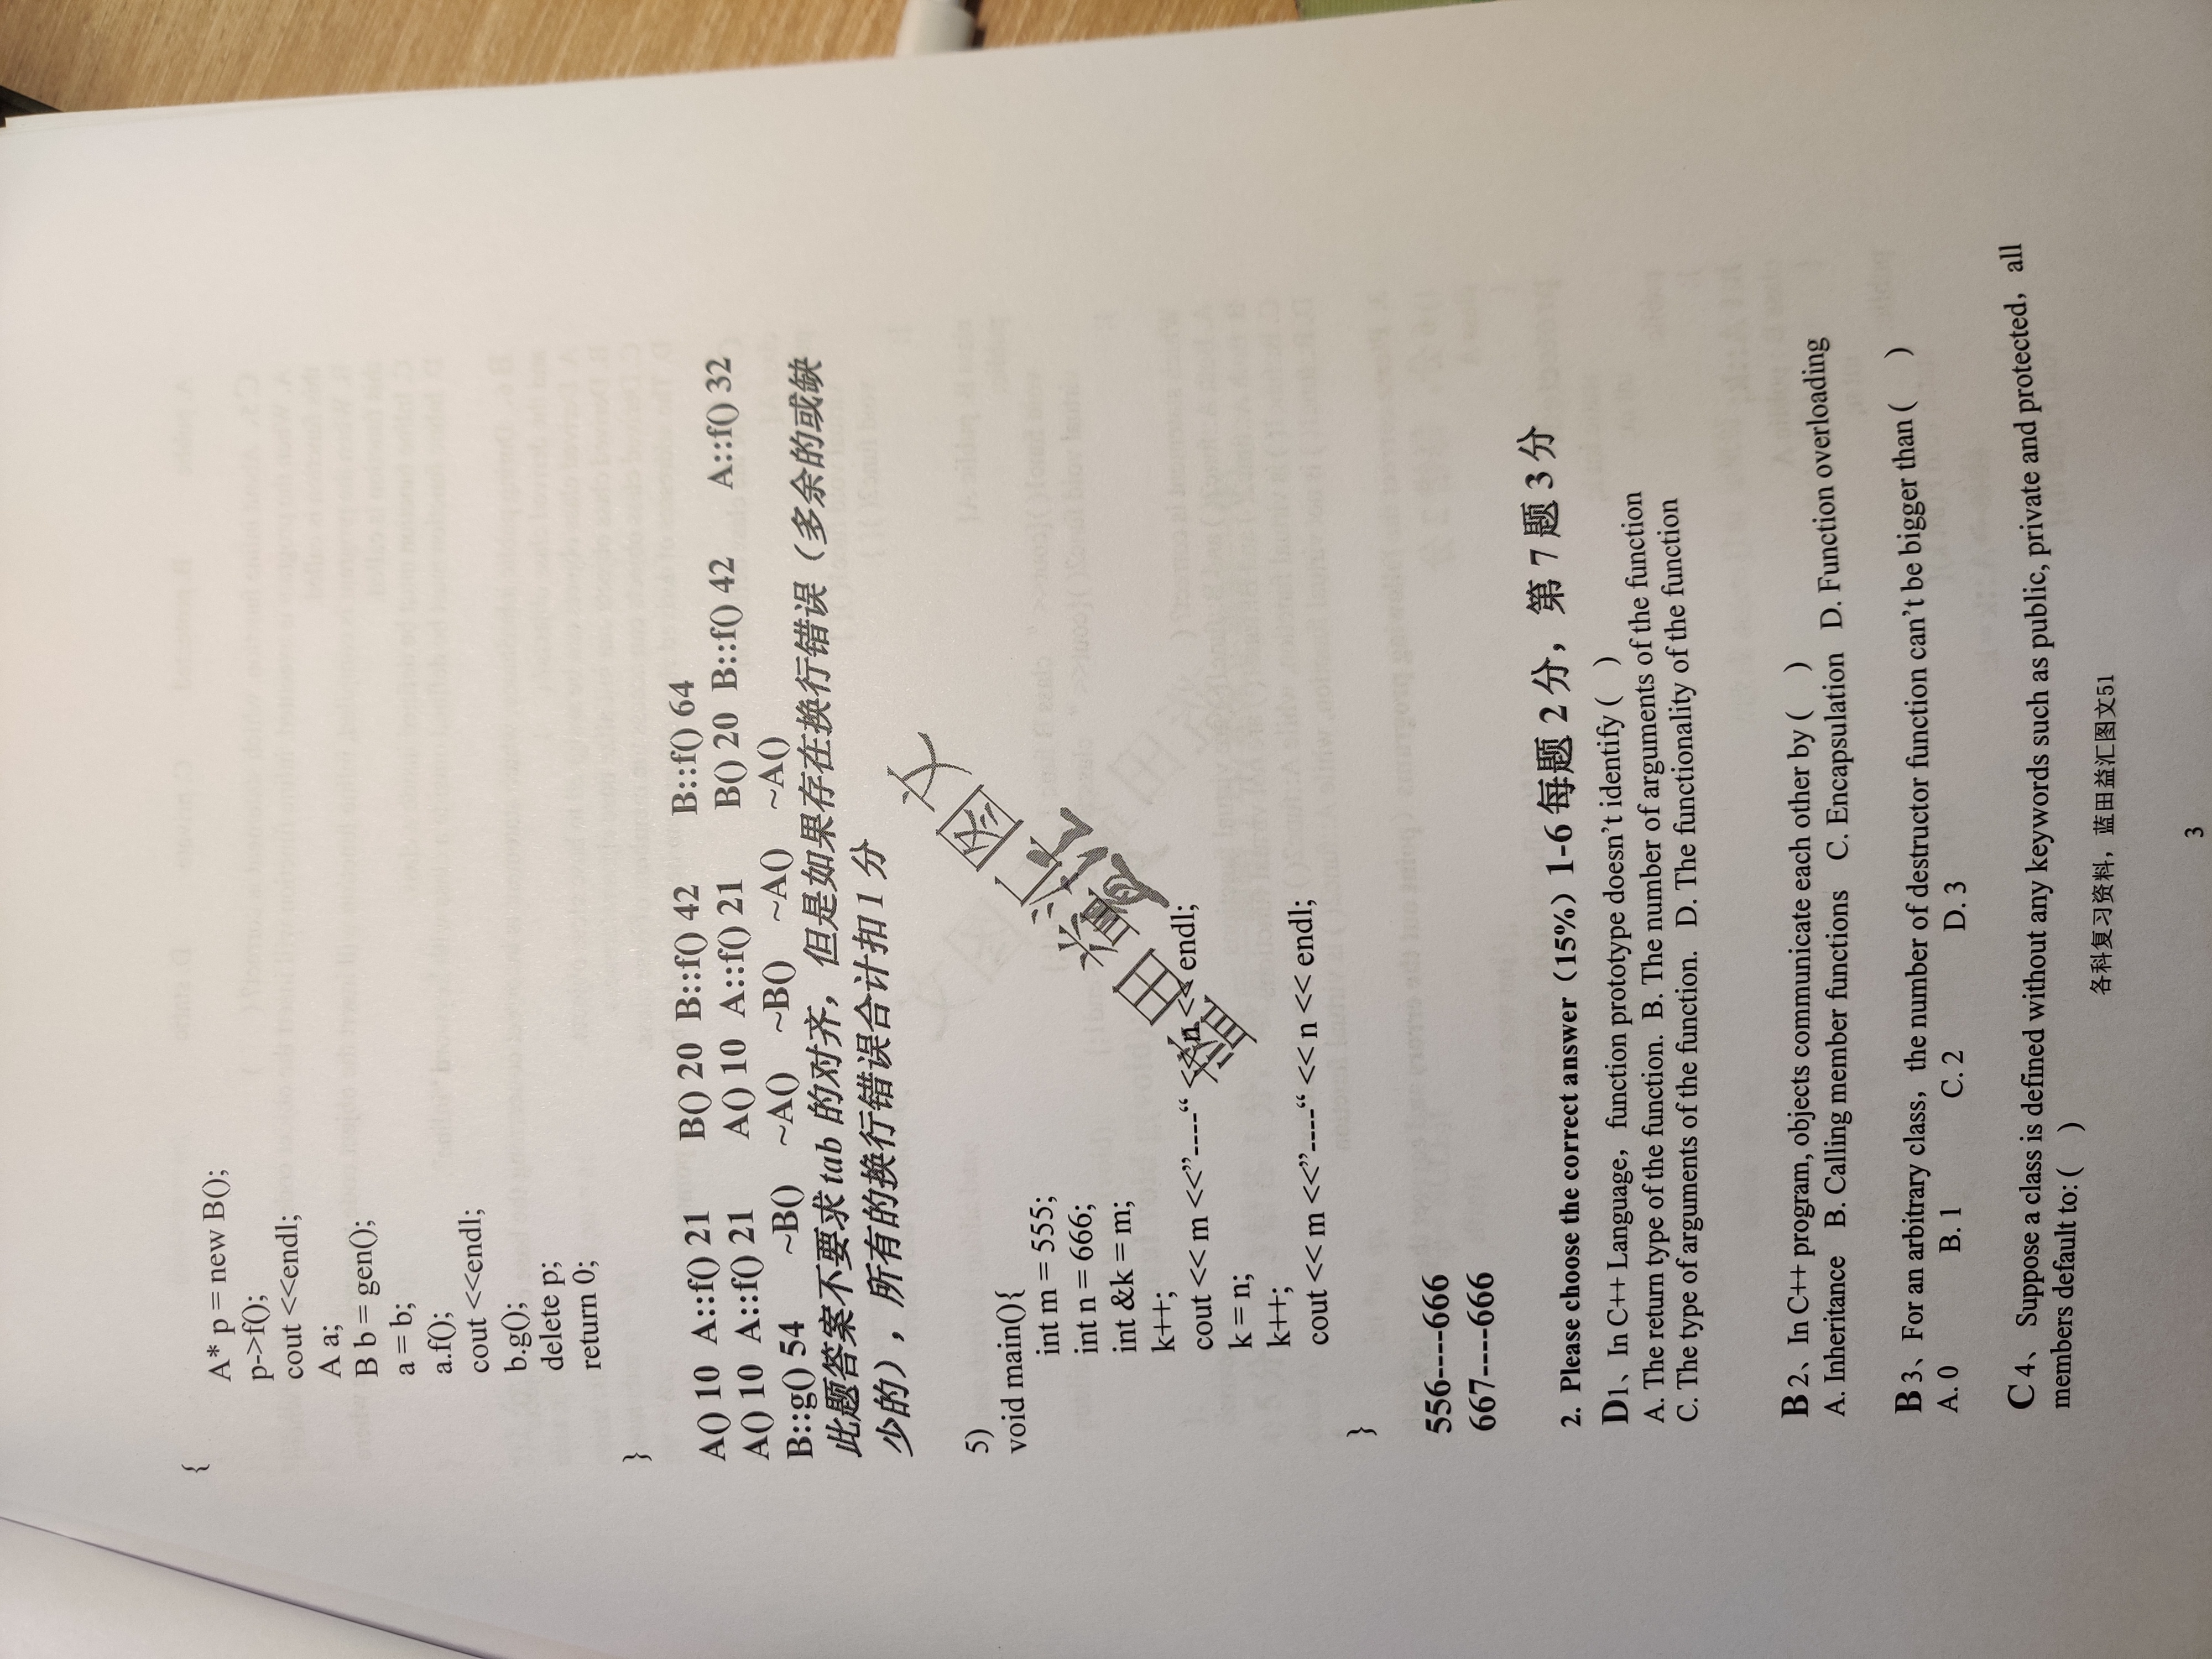 {
A* p = new B();
p->f();
cout <<endl;
A a;
B b = gen();
a = b;
a.f();
cout <<endl;
b.g();
delete p;
return 0;
}
A() 10 A::f() 21 B() 20 B::f() 42 B::f() 64
A() 10 A::f() 21 A() 10 A::f() 21 B() 20 B::f() 42 A::f() 32
B::g() 54 ~B() ~A() ~B() ~A() ~A()
此题答案不要求 tab 的对齐，但是如果存在换行错误（多余的或缺
少的），所有的换行错误合计扣 1 分
5)
void main(){
int m = 555;
int n = 666;
int &k = m;
k++;
cout << m <<”----“ << n << endl;
k = n;
k++;
cout << m <<”----“ << n << endl;
}
556----666
667----666
2. Please choose the correct answer（15%）1-6 每题 2 分，第 7 题 3 分
D1、In C++ Language， function prototype doesn’t identify ( )
A. The return type of the function. B. The number of arguments of the function
C. The type of arguments of the function. D. The functionality of the function
B 2、In C++ program, objects communicate each other by ( )
A. Inheritance B. Calling member functions C. Encapsulation D. Function overloading
B 3、For an arbitrary class，the number of destructor function can’t be bigger than ( )
A. 0 B. 1 C. 2 D. 3
C 4、 Suppose a class is defined without any keywords such as public, private and protected，all
members default to: ( )
各科复习资料，蓝田益汇图文51
3
蓝田益汇图文